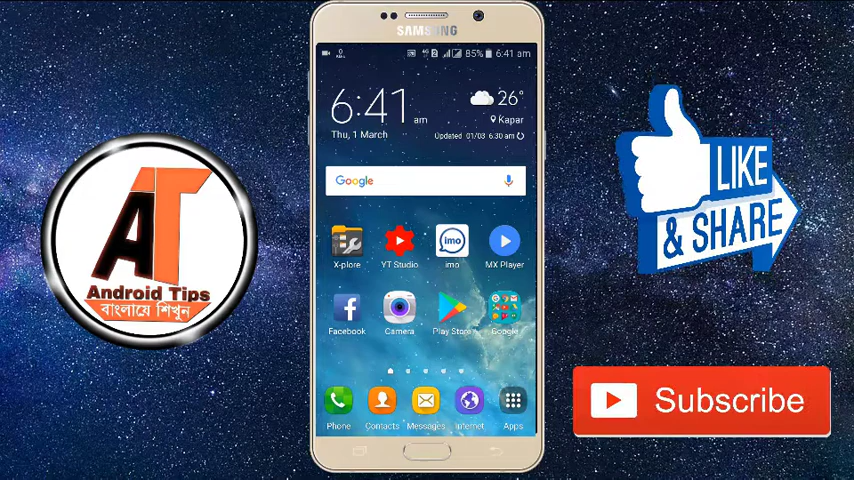 SAMSUNG
85% 6:41 am
6:41 am
26°
Kapar
Thu, 1 March
Updated 01/03 6.30 am
Google
X-plore YT Studio imo MX Player
Facebook Camera Play Store Google
Phone Contacts Messages Internet Apps
AT
Android Tips
বাংলায়ে শিখুন
LIKE
& SHARE
Subscribe